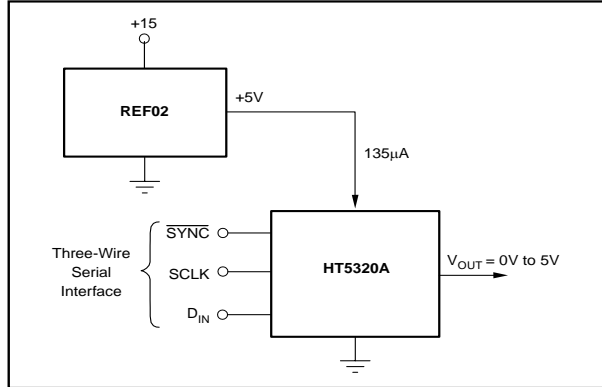 +15
REF02
+5V
135μA
Three-Wire
Serial
Interface
SYNC
SCLK
D_IN
HT5320A
V_OUT = 0V to 5V